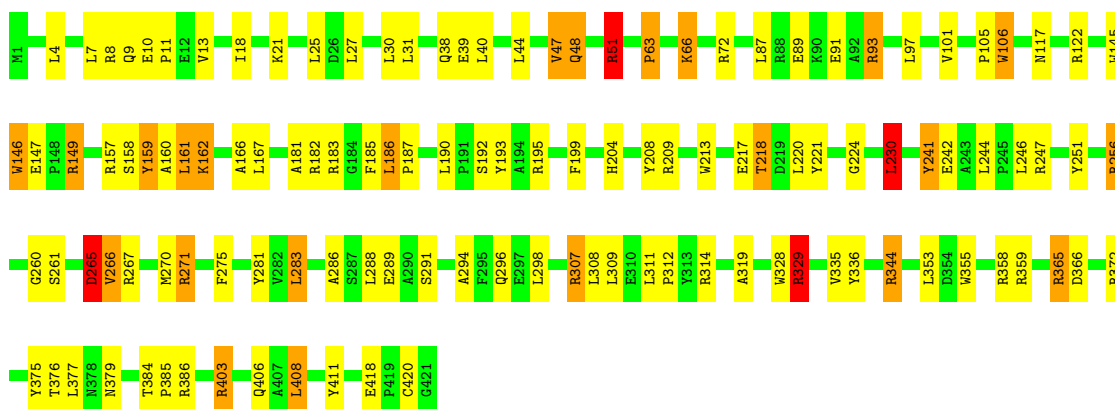 M1 L4 L7 R8 Q9 E10 P11 E12 V13 I18 K21 L25 D26 L27 L30 L31 Q38 E39 L40 L44 V47 Q48 R51 P63 K66 R72 L87 R88 E89 K90 E91 A92 R93 L97 V101 P105 W106 N117 R122 W145
W146 E147 P148 R149 R157 S158 Y159 A160 L161 K162 A166 L167 A181 R182 R183 G184 F185 L186 P187 L190 P191 S192 Y193 A194 R195 F199 H204 Y208 R209 W213 E217 T218 D219 L220 Y221 G224 L230 Y241 E242 A243 L244 P245 L246 R247 Y251
G260 S261 D265 V266 R267 M270 R271 F275 Y281 V282 L283 A286 S287 L288 E289 A290 S291 A294 F295 Q296 E297 L298 R307 L308 L309 E310 L311 P312 Y313 R314 A319 W328 R329 V335 Y336 R344 L353 D354 W355 R358 R359 R365 D366
Y375 T376 L377 N378 N379 T384 P385 R386 R403 Q406 A407 L408 Y411 E418 P419 C420 G421